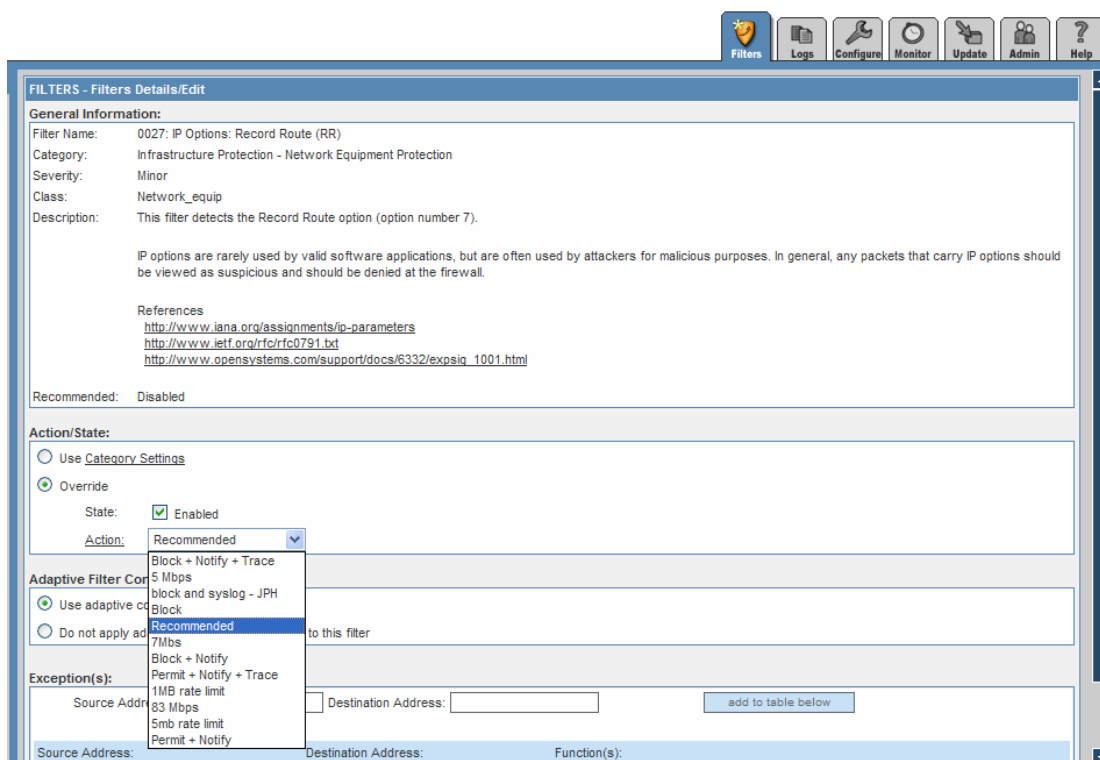 Filters Logs Configure Monitor Update Admin Help
FILTERS - Filters Details/Edit
General Information:
Filter Name: 0027: IP Options: Record Route (RR)
Category: Infrastructure Protection - Network Equipment Protection
Severity: Minor
Class: Network_equip
Description: This filter detects the Record Route option (option number 7).
IP options are rarely used by valid software applications, but are often used by attackers for malicious purposes. In general, any packets that carry IP options should
be viewed as suspicious and should be denied at the firewall.
References
http://www.iana.org/assignments/ip-parameters
http://www.ietf.org/rfc/rfc0791.txt
http://www.opensystems.com/support/docs/6332/expsig_1001.html
Recommended: Disabled
Action/State:
Use Category Settings
Override
State: Enabled
Action: Recommended
Block + Notify + Trace
5 Mbps
block and syslog - JPH
Block
Recommended
7Mbs
Block + Notify
Permit + Notify + Trace
1MB rate limit
83 Mbps
5mb rate limit
Permit + Notify
Adaptive Filter Con
Use adaptive co
Do not apply ad to this filter
Exception(s):
Source Addre Destination Address: add to table below
Source Address: Destination Address: Function(s):